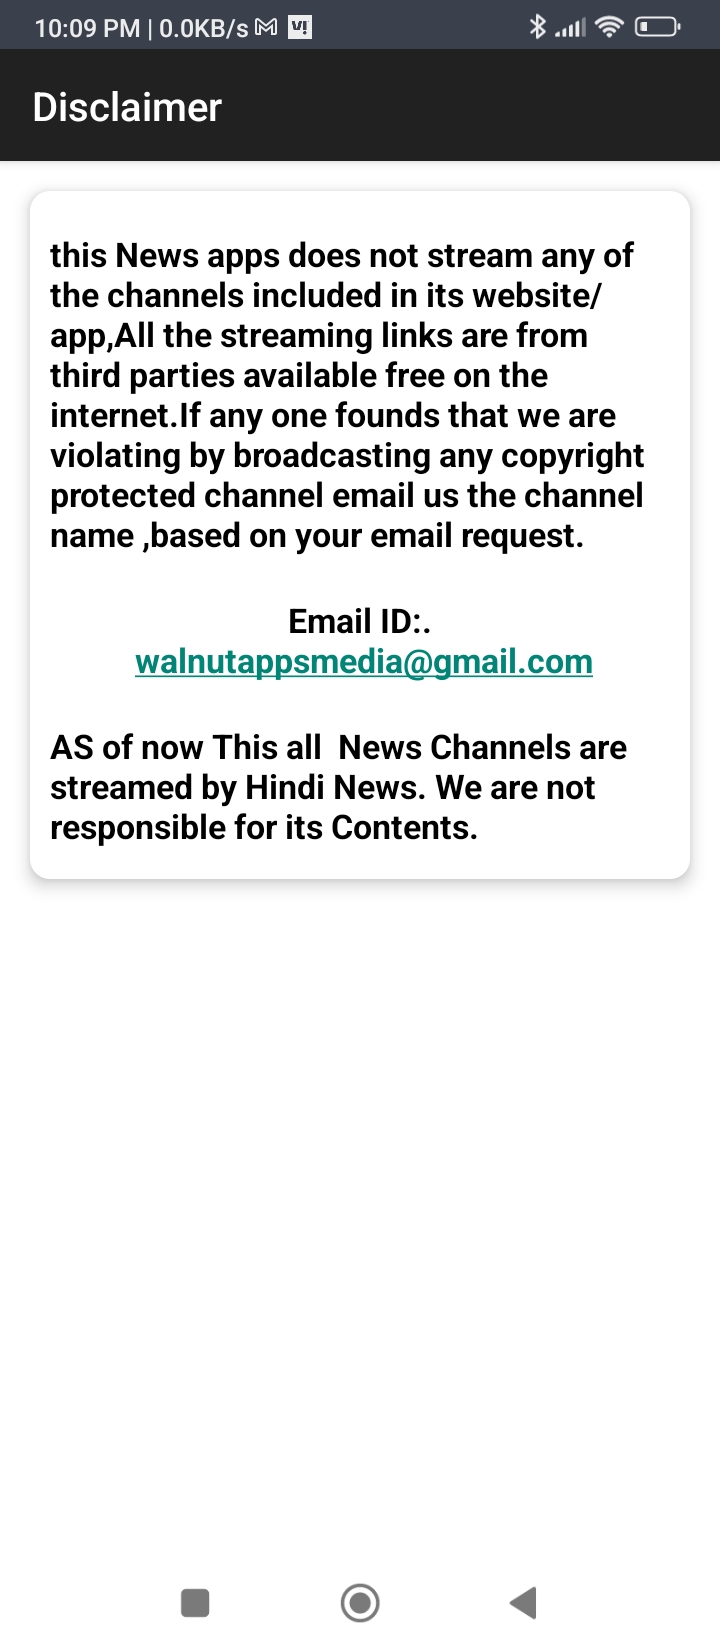 10:09 PM | 0.0KB/s
Disclaimer
this News apps does not stream any of
the channels included in its website/
app,All the streaming links are from
third parties available free on the
internet.If any one founds that we are
violating by broadcasting any copyright
protected channel email us the channel
name ,based on your email request.
Email ID:.
walnutappsmedia@gmail.com
AS of now This all  News Channels are
streamed by Hindi News. We are not
responsible for its Contents.